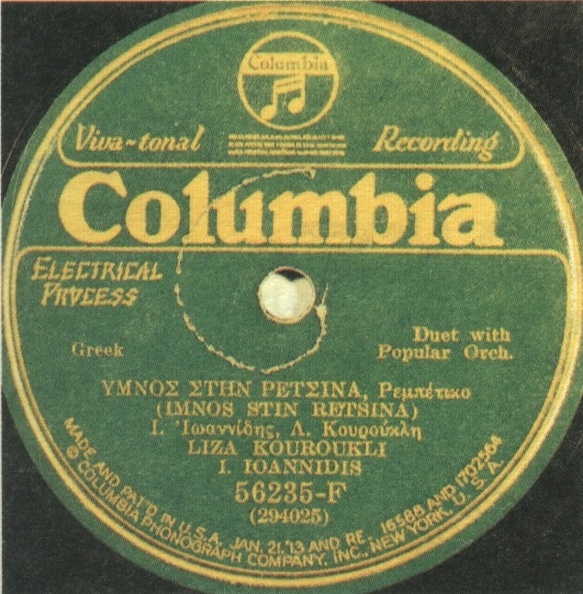 Columbia
Viva-tonal Recording
Columbia
ELECTRICAL
PROCESS
Greek
Duet with
Popular Orch.
ΥΜΝΟΣ ΣΤΗΝ ΡΕΤΣΙΝΑ, Ρεμπέτικο
(IMNOS STIN RETSINA)
Ι. Ἰωαννίδης, Λ. Κουρούκλη
LIZA KOUROUKLI
I. IOANNIDIS
56235-F
(294025)
MADE AND PAT'D IN U.S.A. JAN. 21, '13 AND RE-16588 AND 1702564
© COLUMBIA PHONOGRAPH COMPANY, INC., NEW YORK, U.S.A.